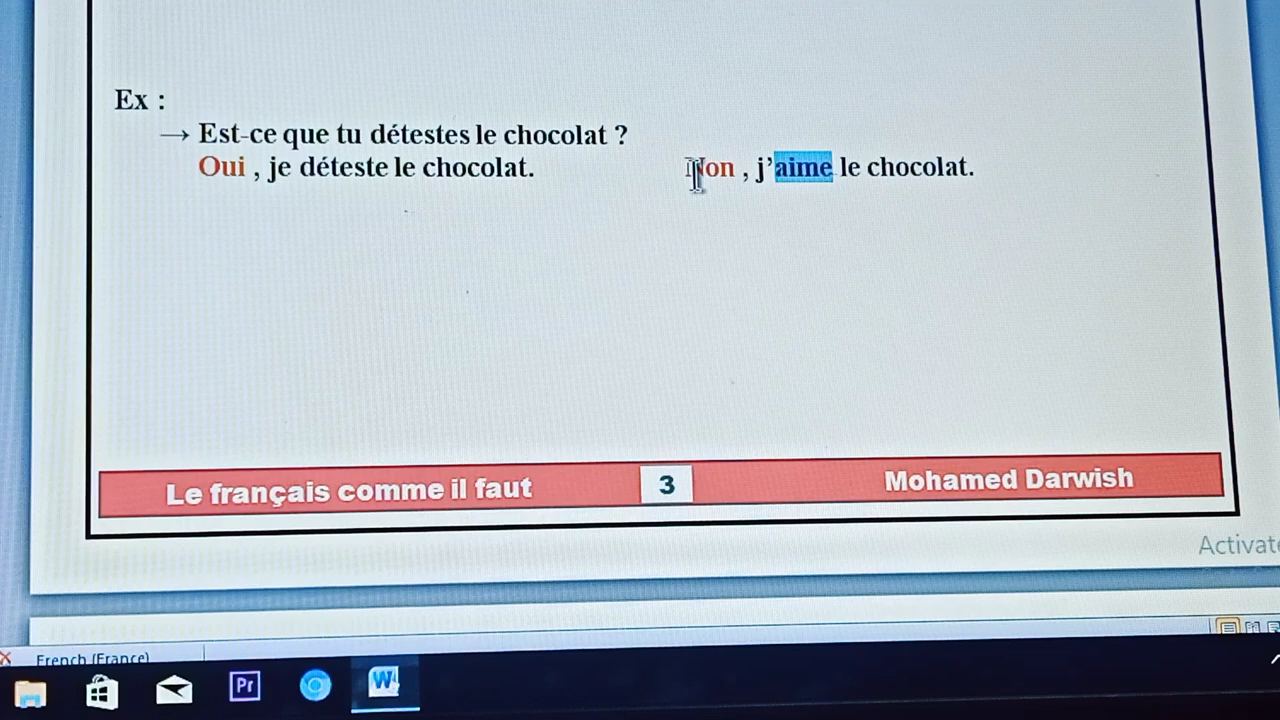 Ex :
→ Est-ce que tu détestes le chocolat ?
Oui , je déteste le chocolat. Non , j'aime le chocolat.
Le français comme il faut 3 Mohamed Darwish
Activate
French (France)
Pr
W